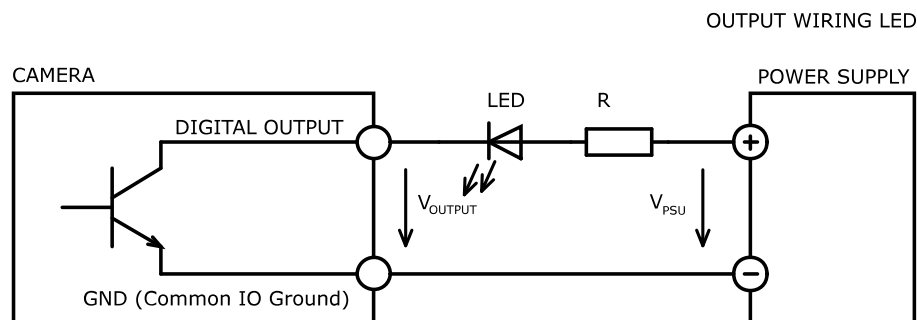 OUTPUT WIRING LED
CAMERA
POWER SUPPLY
LED
R
DIGITAL OUTPUT
+
VOUTPUT
VPSU
−
GND (Common IO Ground)